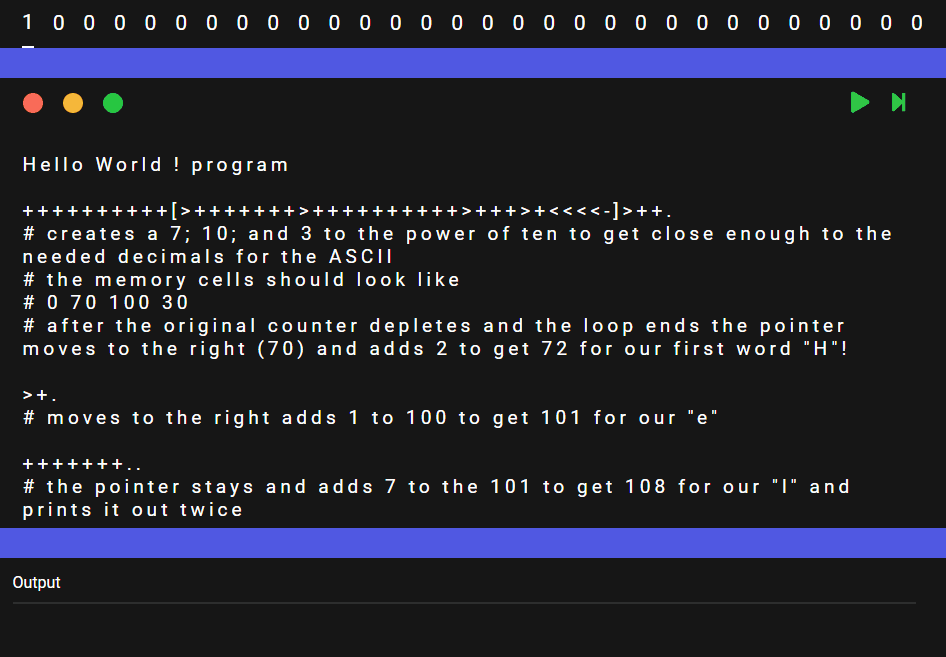 1 0 0 0 0 0 0 0 0 0 0 0 0 0 0 0 0 0 0 0 0 0 0 0 0 0 0 0 0 0
Hello World ! program
++++++++++[>+++++++>++++++++++>+++>+<<<<-]>++.
# creates a 7; 10; and 3 to the power of ten to get close enough to the
needed decimals for the ASCII
# the memory cells should look like
# 0 70 100 30
# after the original counter depletes and the loop ends the pointer
moves to the right (70) and adds 2 to get 72 for our first word "H"!
>+.
# moves to the right adds 1 to 100 to get 101 for our "e"
+++++++..
# the pointer stays and adds 7 to the 101 to get 108 for our "l" and
prints it out twice
Output